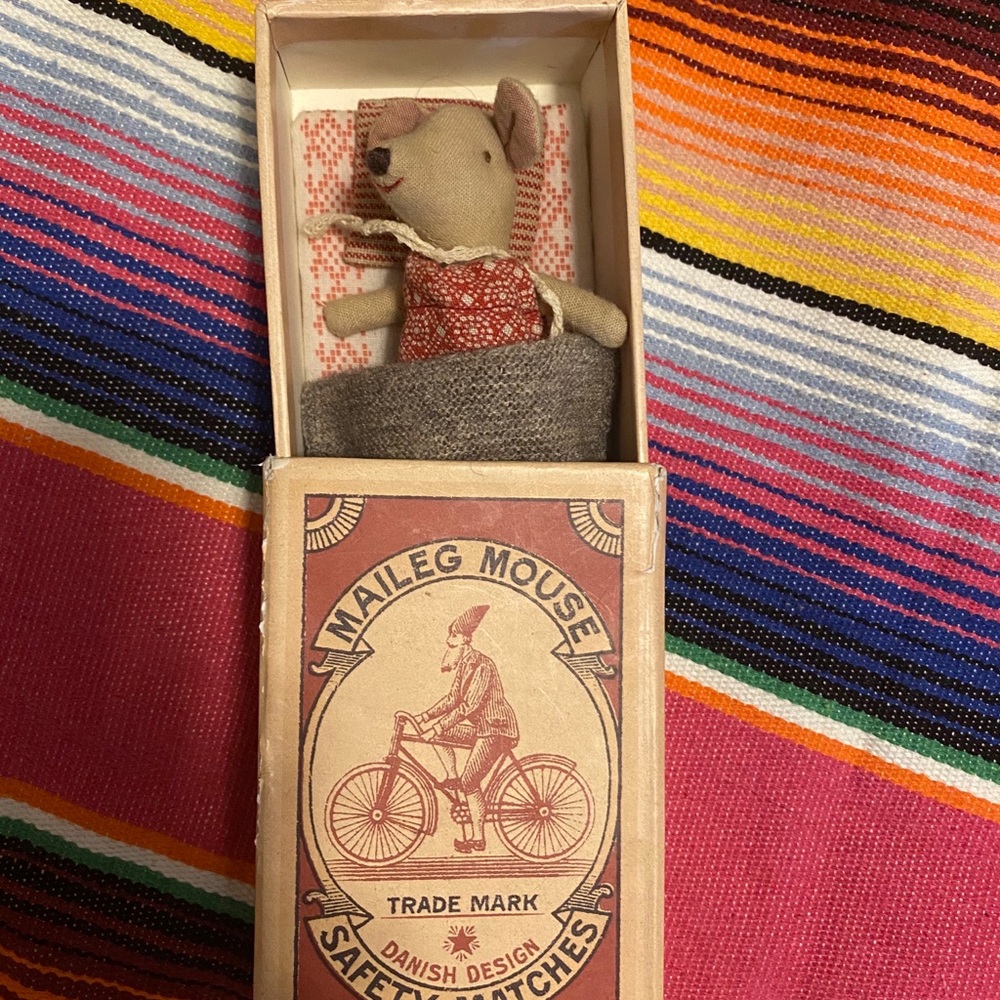 MAILEG MOUSE
TRADE MARK
DANISH DESIGN
SAFETY MATCHES